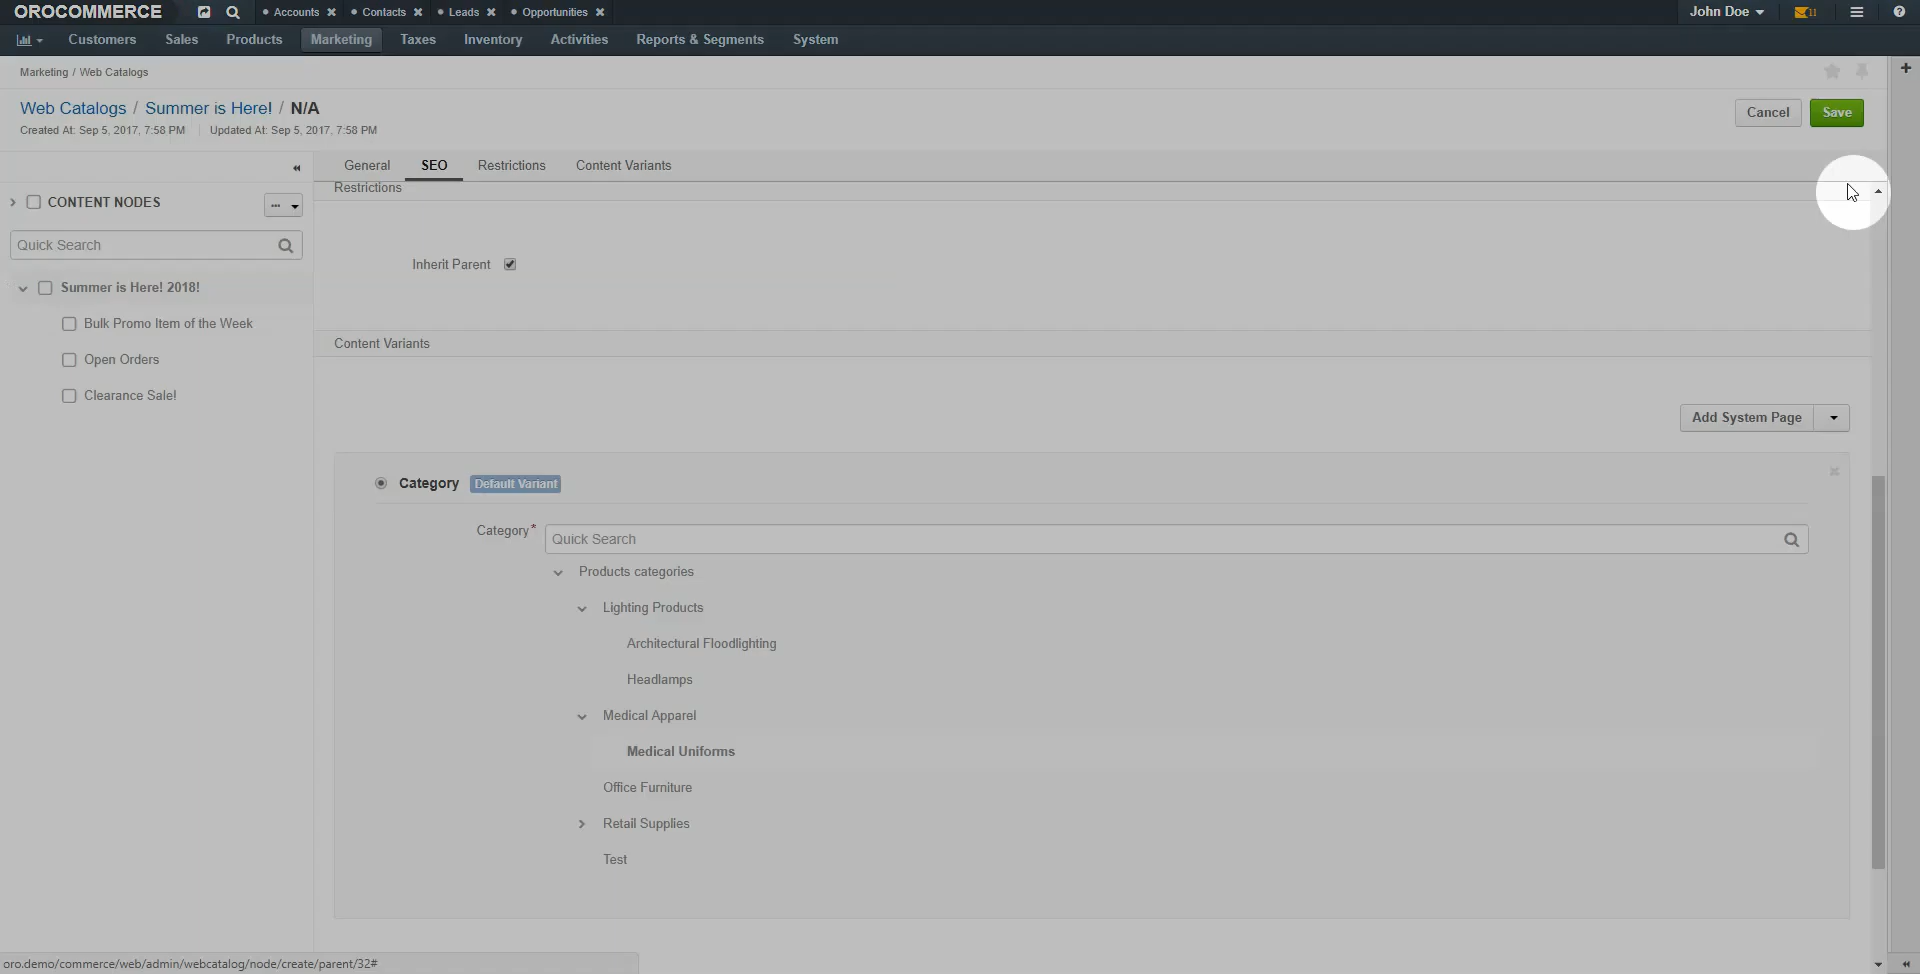 OROCOMMERCE Accounts Contacts Leads Opportunities John Doe 11
Customers Sales Products Marketing Taxes Inventory Activities Reports & Segments System
Marketing / Web Catalogs
Web Catalogs / Summer is Here! / N/A
Cancel Save
Created At: Sep 5, 2017, 7:58 PM Updated At: Sep 5, 2017, 7:58 PM
General SEO Restrictions Content Variants
Restrictions
CONTENT NODES ...
Quick Search
Inherit Parent
Summer is Here! 2018!
Bulk Promo Item of the Week
Content Variants
Open Orders
Clearance Sale!
Add System Page
Category Default Variant
Category* Quick Search
Products categories
Lighting Products
Architectural Floodlighting
Headlamps
Medical Apparel
Medical Uniforms
Office Furniture
Retail Supplies
Test
oro.demo/commerce/web/admin/webcatalog/node/create/parent/32#